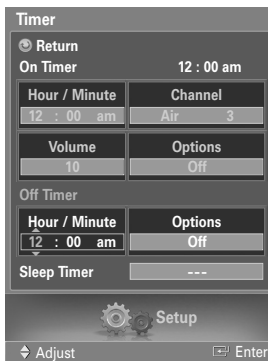 Timer
Return
On Timer 12 : 00 am
Hour / Minute Channel
12 : 00 am Air 3
Volume Options
10 Off
Off Timer
Hour / Minute Options
12 : 00 am Off
Sleep Timer ---
Setup
Adjust Enter